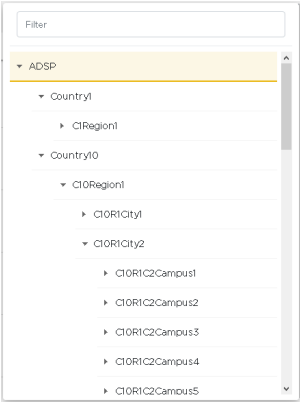 Filter
ADSP
Country1
C1Region1
Country10
C10Region1
C10R1City1
C10R1City2
C10R1C2Campus1
C10R1C2Campus2
C10R1C2Campus3
C10R1C2Campus4
C10R1C2Campus5